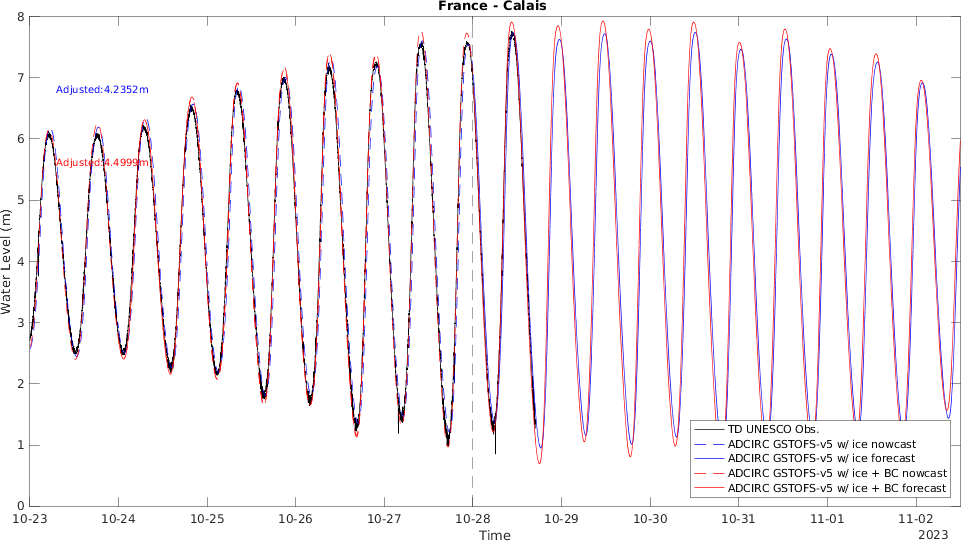 France - Calais
8
7
6
5
4
3
2
1
0
Water Level (m)
Adjusted:4.2352m
Adjusted:4.4999m
TD UNESCO Obs.
ADCIRC GSTOFS-v5 w/ ice nowcast
ADCIRC GSTOFS-v5 w/ ice forecast
ADCIRC GSTOFS-v5 w/ ice + BC nowcast
ADCIRC GSTOFS-v5 w/ ice + BC forecast
10-23 10-24 10-25 10-26 10-27 10-28 10-29 10-30 10-31 11-01 11-02
Time
2023